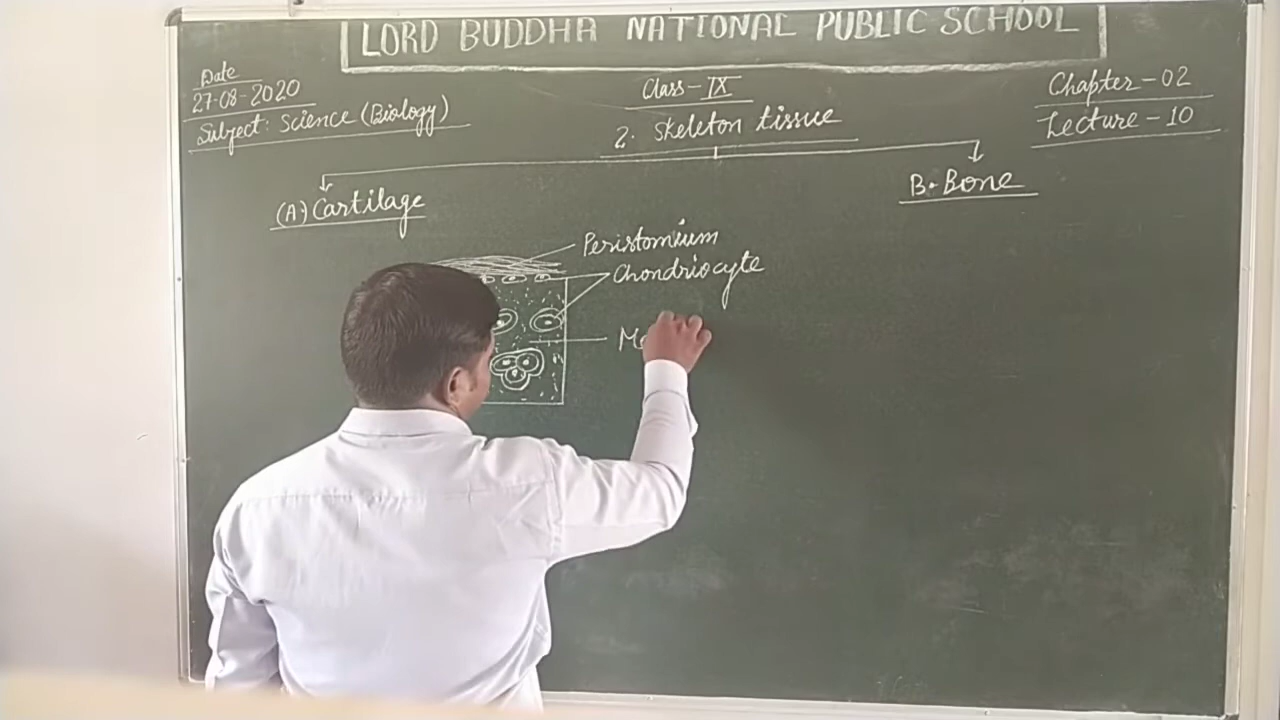 LORD BUDDHA NATIONAL PUBLIC SCHOOL
Date
27-08-2020
Subject: Science (Biology)
Class-IX
2. Skeleton tissue
Chapter-02
Lecture-10
(A) Cartilage
B. Bone
Peristomium
Chondriocyte